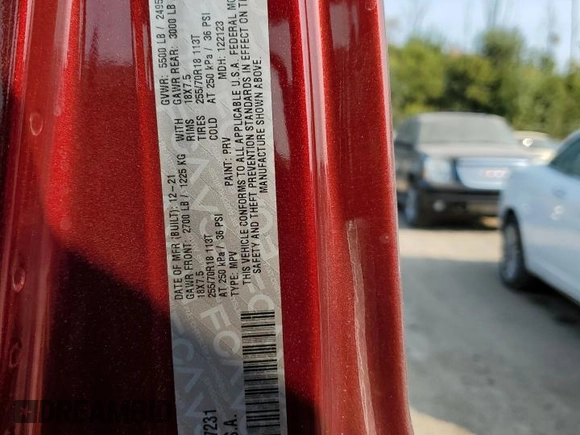 DATE OF MFR (BUILT): 12-21 GVWR: 5500 LB / 2495
GAWR FRONT: 2700 LB / 1225 KG WITH GAWR REAR: 3000 LB
18X7.5 RIMS 18X7.5
255/70R18 113T TIRES 255/70R18 113T
AT 250 kPa / 36 PSI COLD AT 250 kPa / 36 PSI
TYPE: MPV PAINT: PRV MDH: 122123
THIS VEHICLE CONFORMS TO ALL APPLICABLE U.S.A. FEDERAL MO
SAFETY AND THEFT PREVENTION STANDARDS IN EFFECT ON T
MANUFACTURE SHOWN ABOVE.
7231
S.A.
FCA